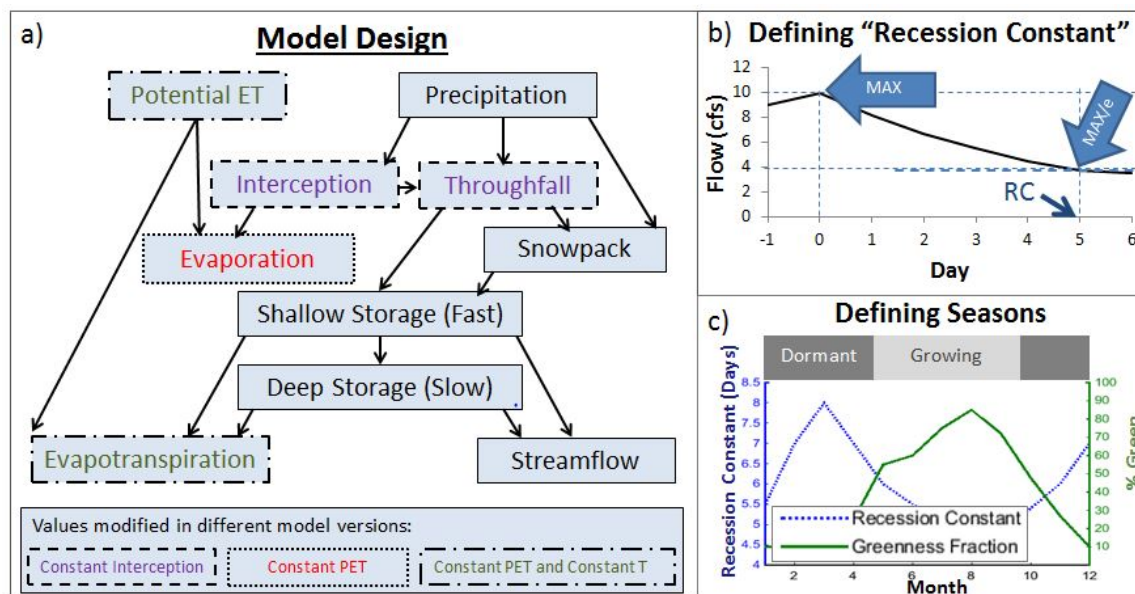 a)
Model Design
Potential ET
Precipitation
Interception
Throughfall
Evaporation
Snowpack
Shallow Storage (Fast)
Deep Storage (Slow)
Evapotranspiration
Streamflow
Values modified in different model versions:
Constant Interception
Constant PET
Constant PET and Constant T
b) Defining “Recession Constant”
Flow (cfs)
12
10
8
6
4
2
0
MAX
MAX/e
RC
-1 0 1 2 3 4 5 6
Day
c) Defining Seasons
Dormant Growing
Recession Constant (Days)
8.5
8
7.5
7
6.5
6
5.5
5
4.5
4
100
90
80
70
60
50
40
30
20
10
% Green
Recession Constant
Greenness Fraction
2 4 6 8 10 12
Month